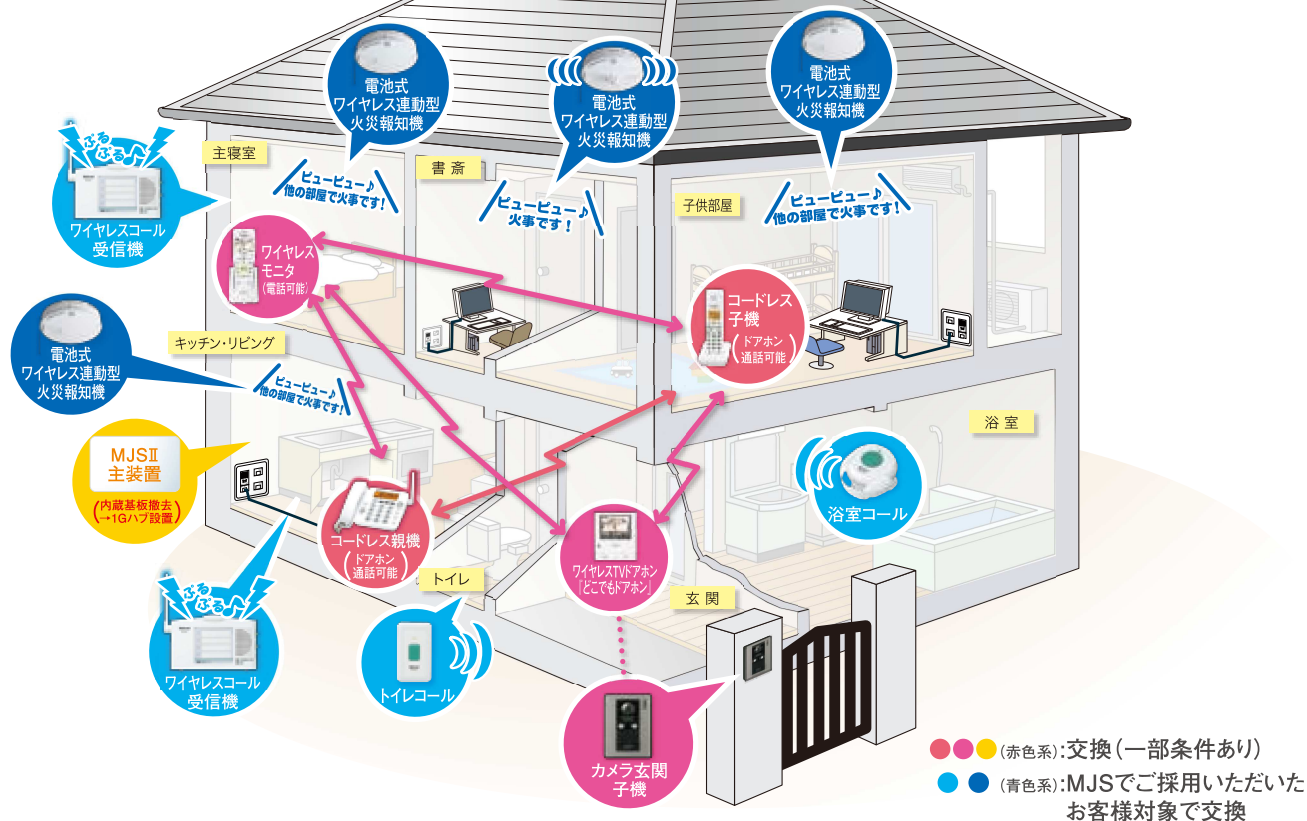 電池式
ワイヤレス連動型
火災報知機
電池式
ワイヤレス連動型
火災報知機
電池式
ワイヤレス連動型
火災報知機
ぷる
ぷる♪
ワイヤレスコール
受信機
主寝室
ピューピュー♪
他の部屋で火事です!
書斎
ピューピュー♪
火事です!
子供部屋
ピューピュー♪
他の部屋で火事です!
ワイヤレス
モニタ
(電話可能)
コードレス
子機
(ドアホン
通話可能)
電池式
ワイヤレス連動型
火災報知機
キッチン・リビング
ピューピュー♪
他の部屋で火事です!
MJSⅡ
主装置
(内蔵基板撤去
→1Gハブ設置)
浴室
浴室コール
コードレス親機
(ドアホン
通話可能)
ワイヤレスTVドアホン
「どこでもドアホン」
トイレ
玄関
ぷる
ぷる♪
ワイヤレスコール
受信機
トイレコール
カメラ玄関
子機
(赤色系):交換(一部条件あり)
(青色系):MJSでご採用いただいた
お客様対象で交換